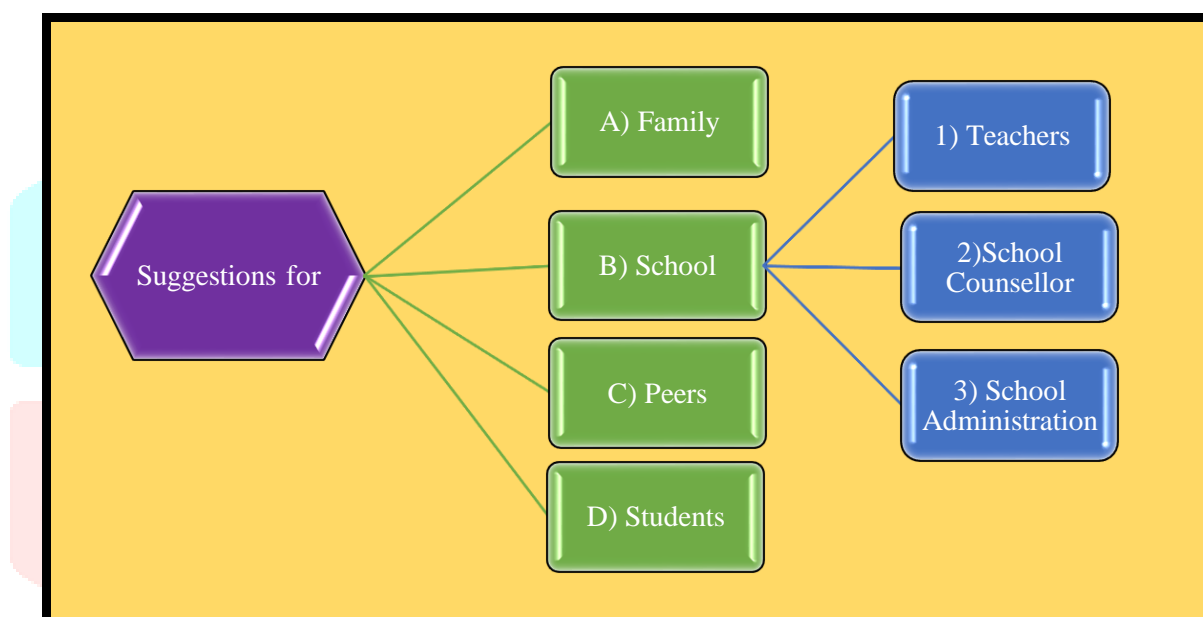 Suggestions for
A) Family
B) School
C) Peers
D) Students
1) Teachers
2)School
Counsellor
3) School
Administration